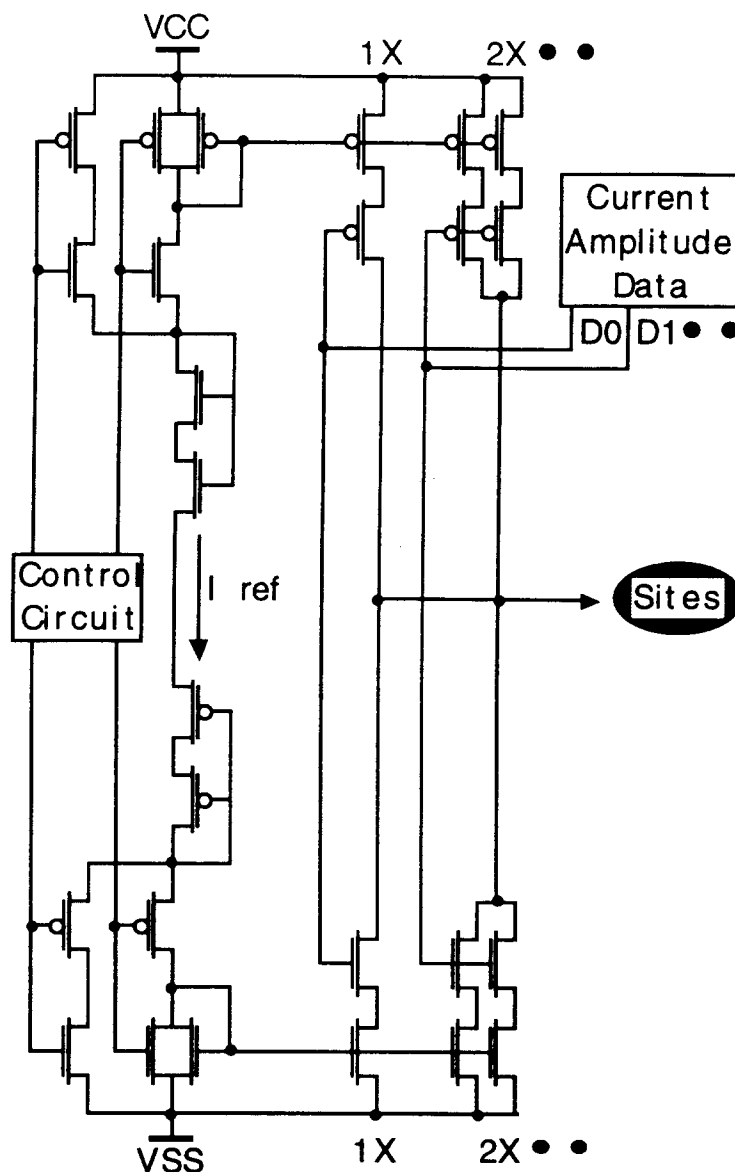 VCC
1X
2X ● ●
Current
Amplitude
Data
D0 D1 ● ●
Control
Circuit
I ref
Sites
VSS
1X
2X ● ●